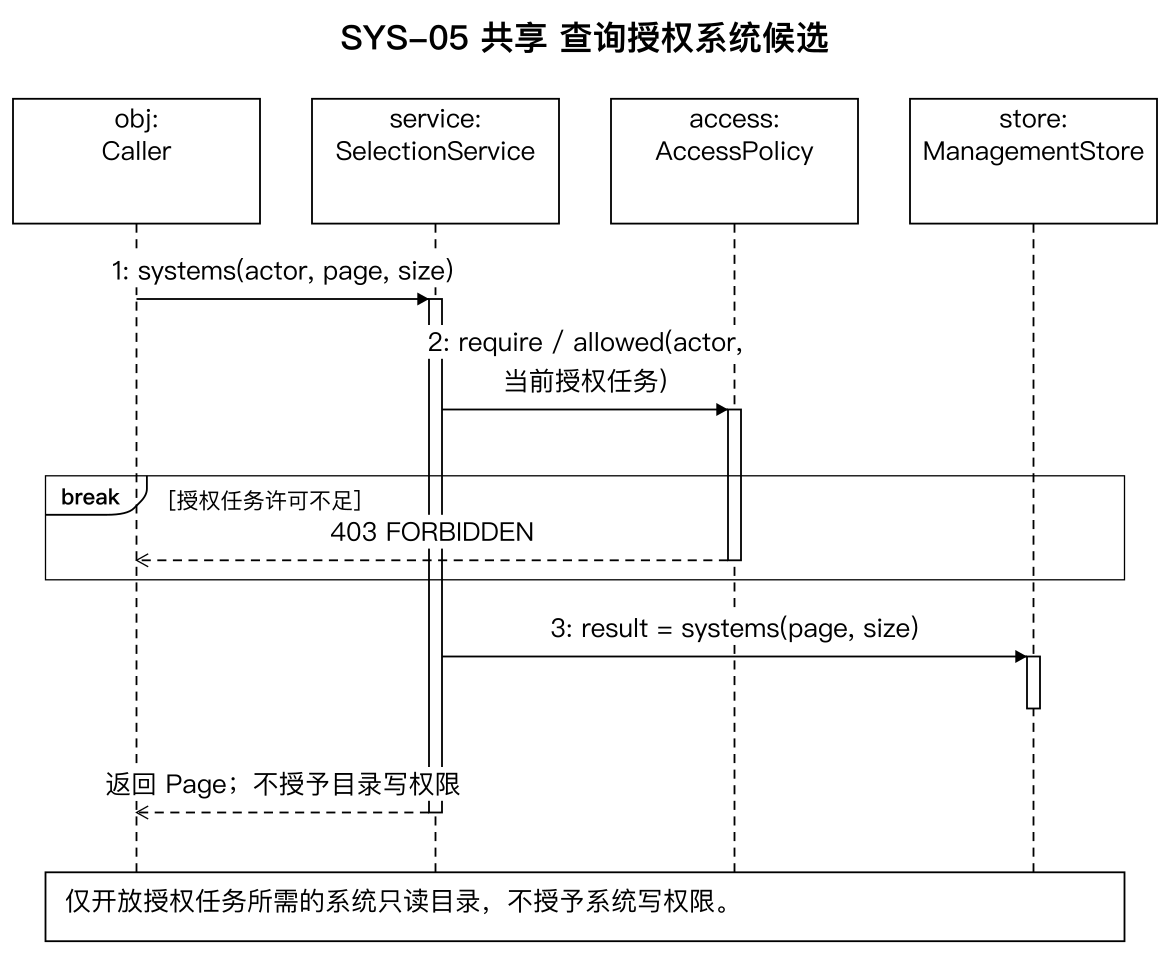 SYS-05 共享 查询授权系统候选
obj:
Caller
service:
SelectionService
access:
AccessPolicy
store:
ManagementStore
1: systems(actor, page, size)
2: require / allowed(actor,
当前授权任务)
break
[授权任务许可不足]
403 FORBIDDEN
3: result = systems(page, size)
返回 Page；不授予目录写权限
仅开放授权任务所需的系统只读目录，不授予系统写权限。